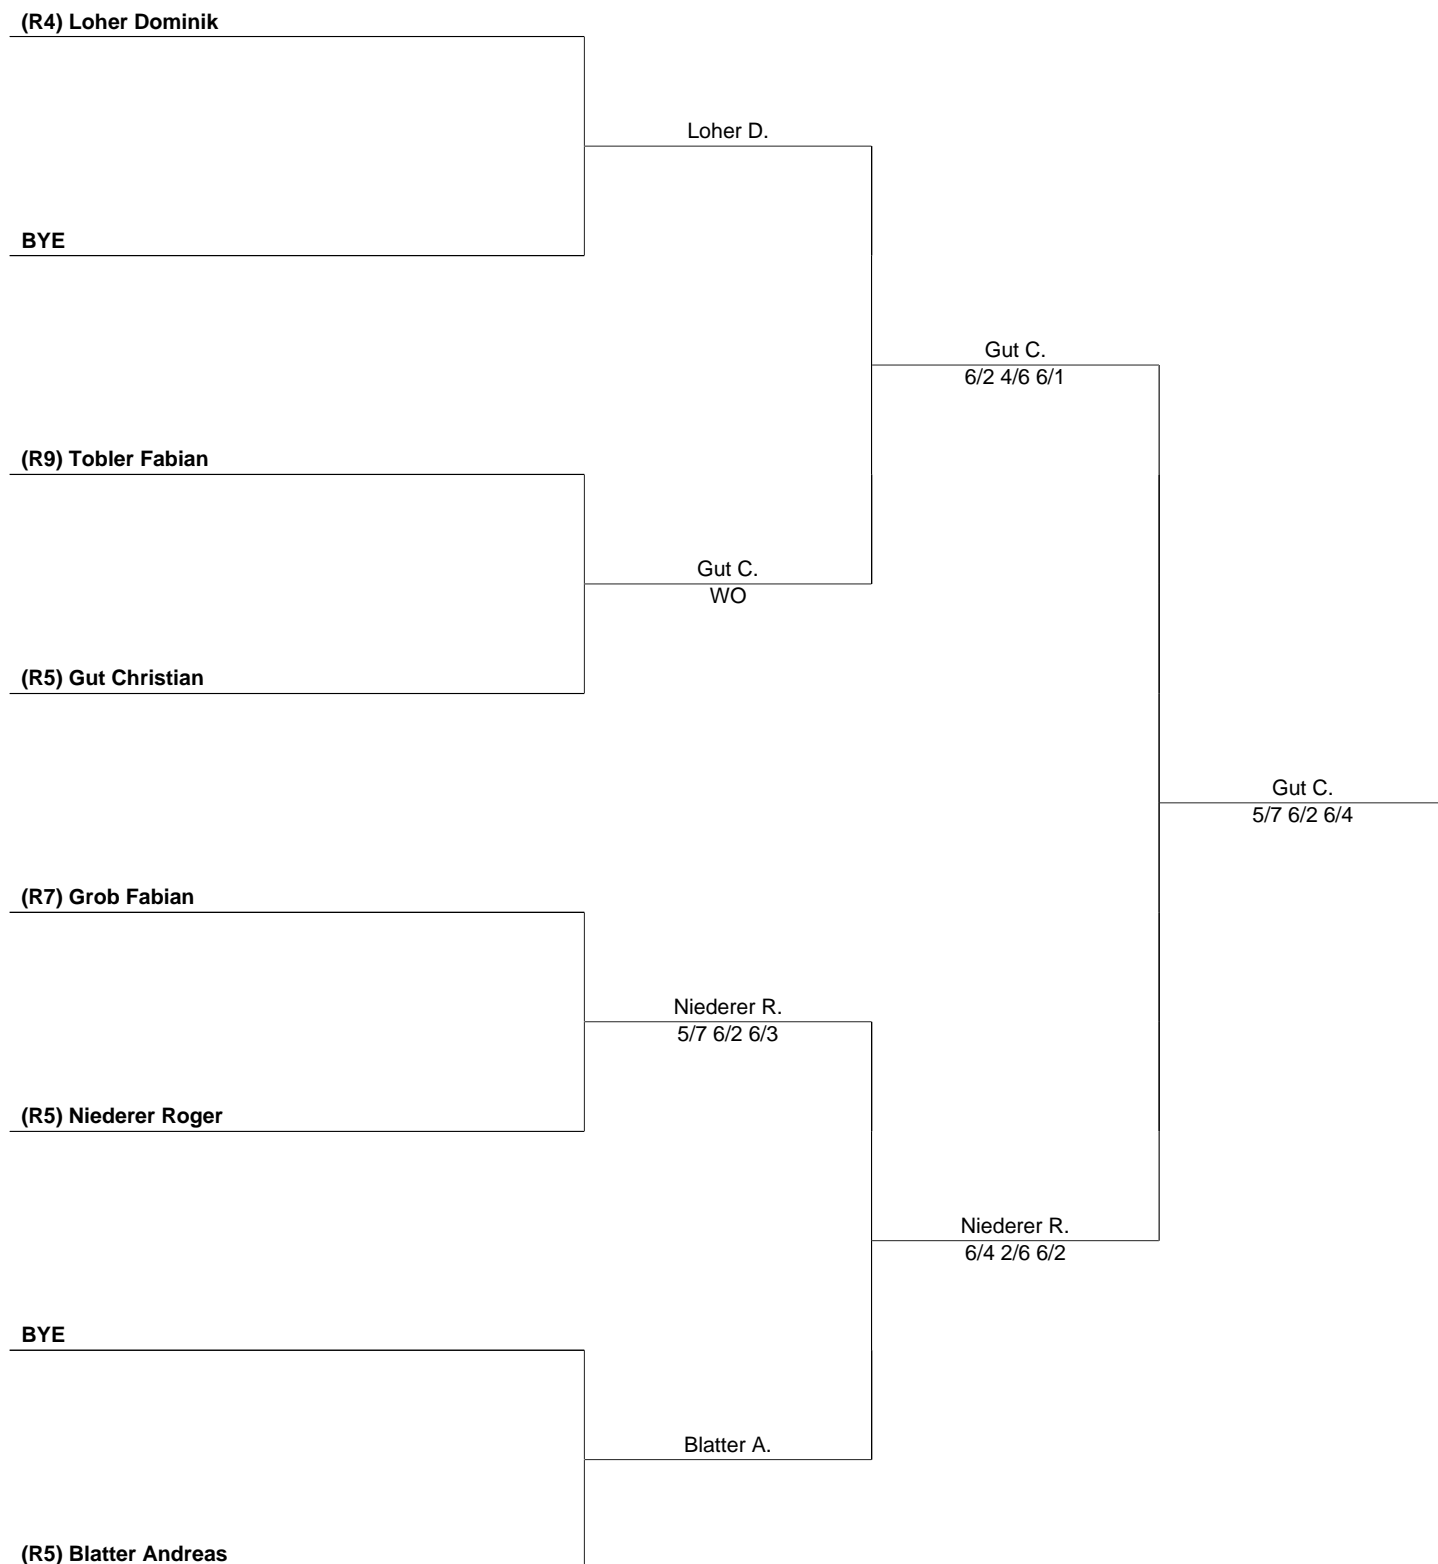 (R4) Loher Dominik
Loher D.
BYE
Gut C.
6/2 4/6 6/1
(R9) Tobler Fabian
Gut C.
WO
(R5) Gut Christian
Gut C.
5/7 6/2 6/4
(R7) Grob Fabian
Niederer R.
5/7 6/2 6/3
(R5) Niederer Roger
Niederer R.
6/4 2/6 6/2
BYE
Blatter A.
(R5) Blatter Andreas